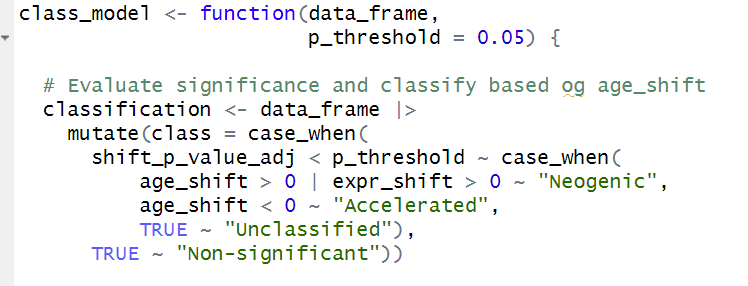 class_model <- function(data_frame,
                        p_threshold = 0.05) {
  # Evaluate significance and classify based og age_shift
  classification <- data_frame |>
    mutate(class = case_when(
      shift_p_value_adj < p_threshold ~ case_when(
          age_shift > 0 | expr_shift > 0 ~ "Neogenic",
          age_shift < 0 ~ "Accelerated",
          TRUE ~ "Unclassified"),
      TRUE ~ "Non-significant"))